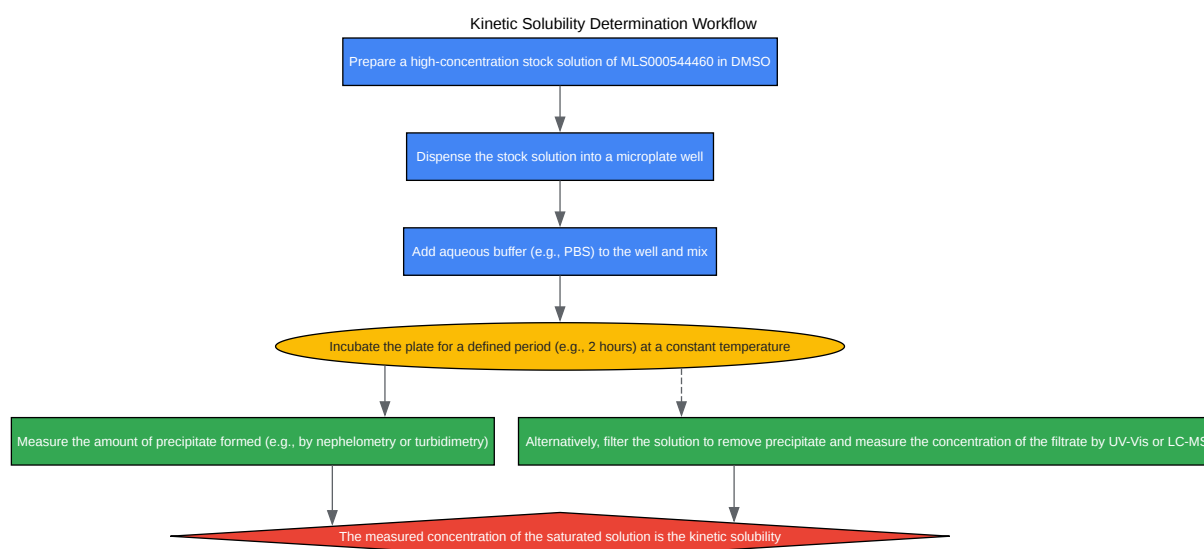 Kinetic Solubility Determination Workflow
Prepare a high-concentration stock solution of MLS000544460 in DMSO
Dispense the stock solution into a microplate well
Add aqueous buffer (e.g., PBS) to the well and mix
Incubate the plate for a defined period (e.g., 2 hours) at a constant temperature
Measure the amount of precipitate formed (e.g., by nephelometry or turbidimetry)
Alternatively, filter the solution to remove precipitate and measure the concentration of the filtrate by UV-Vis or LC-MS
The measured concentration of the saturated solution is the kinetic solubility